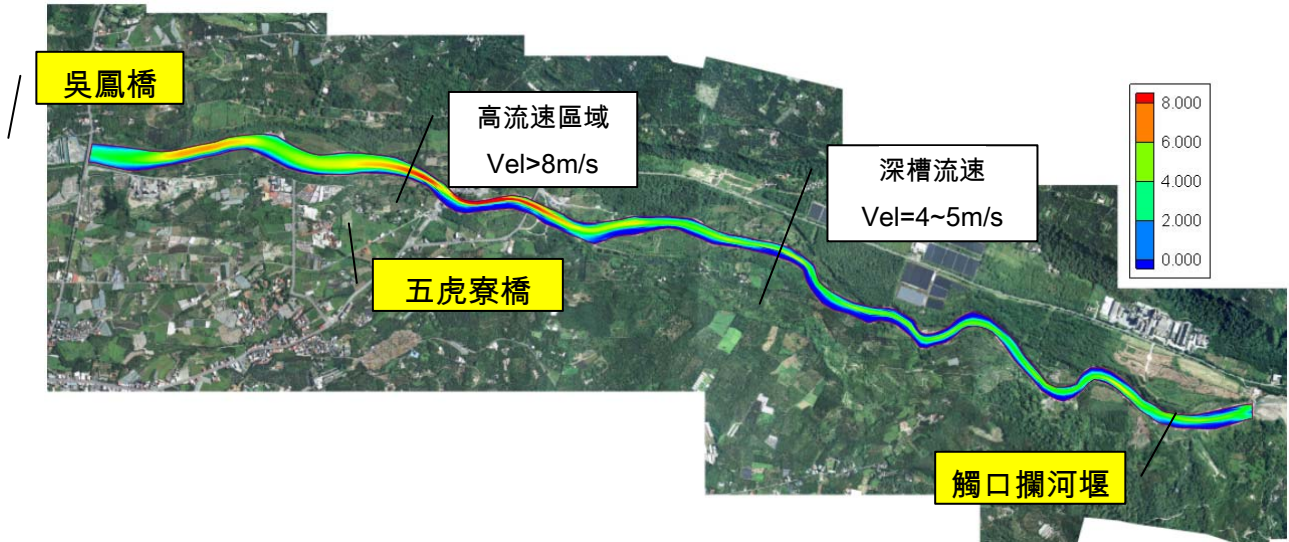 吳鳳橋
高流速區域
Vel>8m/s
五虎寮橋
深槽流速
Vel=4~5m/s
8.000
6.000
4.000
2.000
0.000
觸口攔河堰